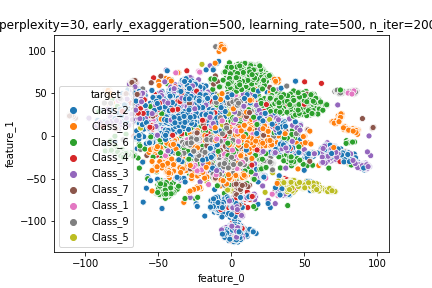 perplexity=30, early_exaggeration=500, learning_rate=500, n_iter=200
target
Class_2
Class_8
Class_6
Class_4
Class_3
Class_7
Class_1
Class_9
Class_5
feature_1
100
50
0
−50
−100
−100
−50
0
50
100
feature_0